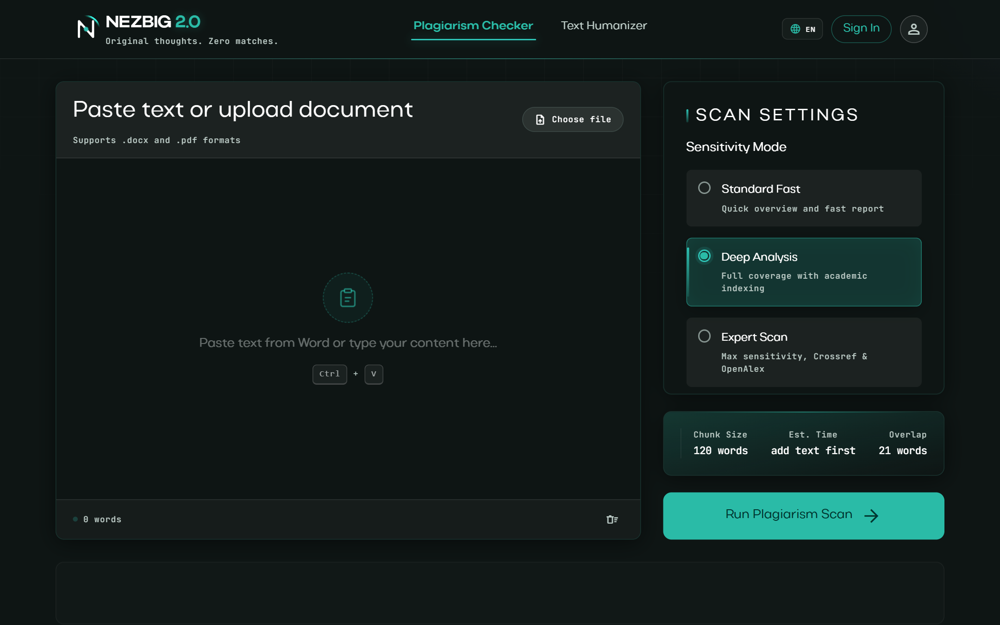 NEZBIG 2.0
Original thoughts. Zero matches.
Plagiarism Checker
Text Humanizer
EN
Sign In
Paste text or upload document
Supports .docx and .pdf formats
Choose file
Paste text from Word or type your content here...
Ctrl + V
0 words
SCAN SETTINGS
Sensitivity Mode
Standard Fast
Quick overview and fast report
Deep Analysis
Full coverage with academic
indexing
Expert Scan
Max sensitivity, Crossref &
OpenAlex
Chunk Size
120 words
Est. Time
add text first
Overlap
21 words
Run Plagiarism Scan